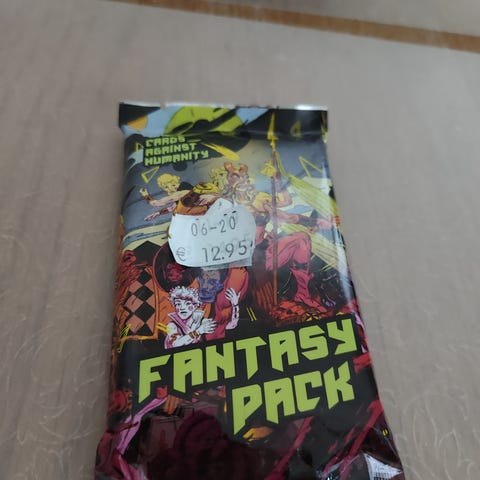 CARDS
AGAINST
HUMANITY
06-20
€ 12.95
FANTASY
PACK